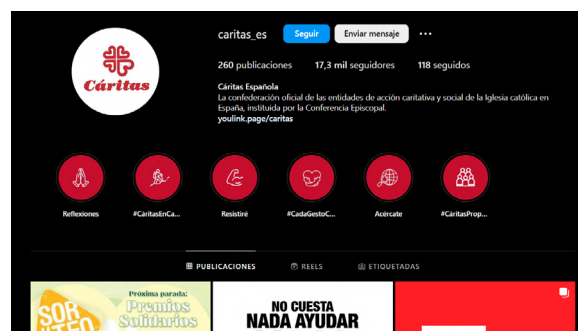 caritas_es Seguir Enviar mensaje
260 publicaciones 17,3 mil seguidores 118 seguidos
Cáritas
Cáritas Española
La confederación oficial de las entidades de acción caritativa y social de la Iglesia católica en
España, instituida por la Conferencia Episcopal.
youlink.page/caritas
Reflexiones #CáritasEnCa... Resistiré #CadaGestoC... Acércate #CáritasProp...
PUBLICACIONES REELS ETIQUETADAS
SOR
Próxima parada:
Premios
Solidarios
NO CUESTA
NADA AYUDAR